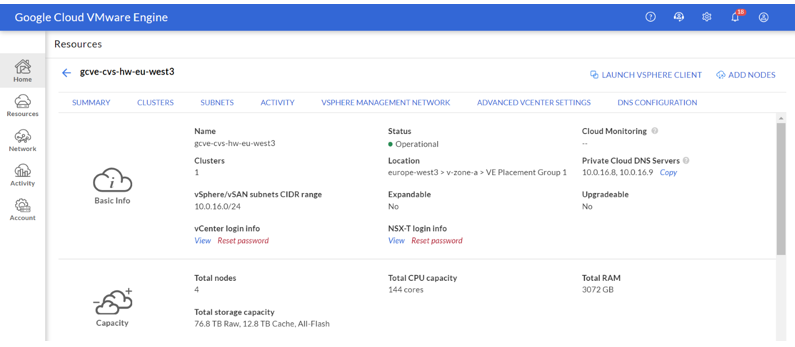 Google Cloud VMware Engine
18
Resources
Home
gcve-cvs-hw-eu-west3
LAUNCH VSPHERE CLIENT
ADD NODES
Resources
SUMMARY
CLUSTERS
SUBNETS
ACTIVITY
VSPHERE MANAGEMENT NETWORK
ADVANCED VCENTER SETTINGS
DNS CONFIGURATION
Network
Activity
Account
Basic Info
Name
gcve-cvs-hw-eu-west3
Status
Operational
Cloud Monitoring
--
Clusters
1
Location
europe-west3 > v-zone-a > VE Placement Group 1
Private Cloud DNS Servers
10.0.16.8, 10.0.16.9 Copy
vSphere/vSAN subnets CIDR range
10.0.16.0/24
Expandable
No
Upgradeable
No
vCenter login info
View Reset password
NSX-T login info
View Reset password
Capacity
Total nodes
4
Total CPU capacity
144 cores
Total RAM
3072 GB
Total storage capacity
76.8 TB Raw, 12.8 TB Cache, All-Flash